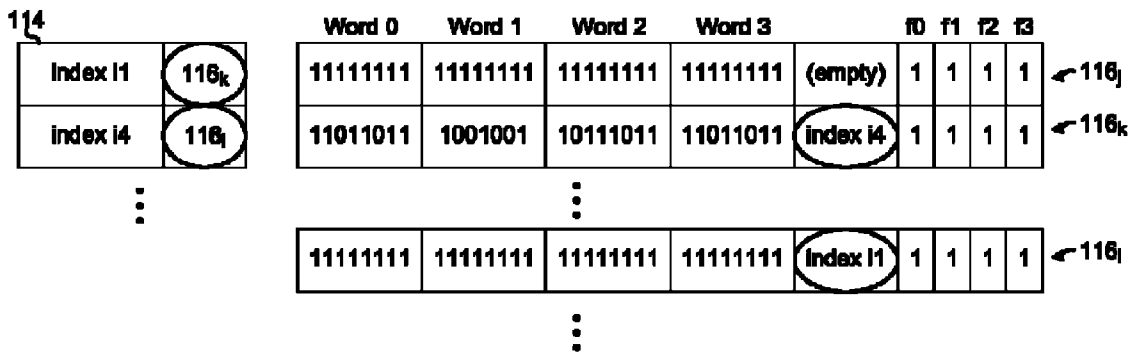 114
Word 0 Word 1 Word 2 Word 3 f0 f1 f2 f3
Index i1 116k 11111111 11111111 11111111 11111111 (empty) 1 1 1 1 116j
index i4 116l 11011011 1001001 10111011 11011011 index i4 1 1 1 1 116k
11111111 11111111 11111111 11111111 index i1 1 1 1 1 116l